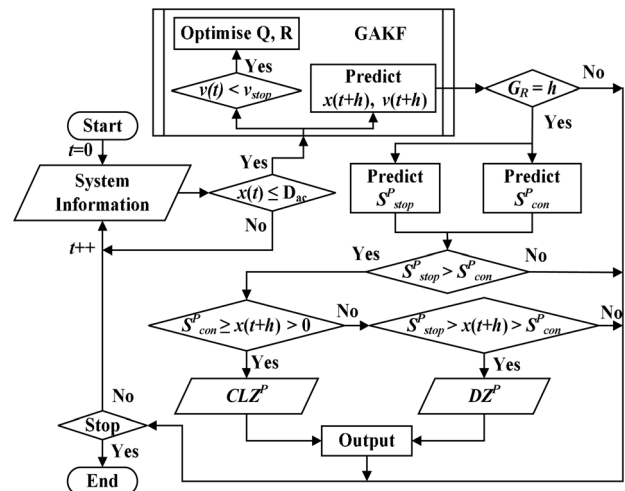 Optimise Q, R
GAKF
Yes
v(t) < v_stop
Predict
x(t+h), v(t+h)
G_R = h
No
Yes
Start
t=0
System
Information
Yes
x(t) ≤ D_ac
No
t++
Predict
S^P_stop
Predict
S^P_con
Yes
S^P_stop > S^P_con
No
S^P_con ≥ x(t+h) > 0
No
S^P_stop > x(t+h) > S^P_con
No
Yes
Yes
CLZ^P
DZ^P
No
Stop
Output
Yes
End